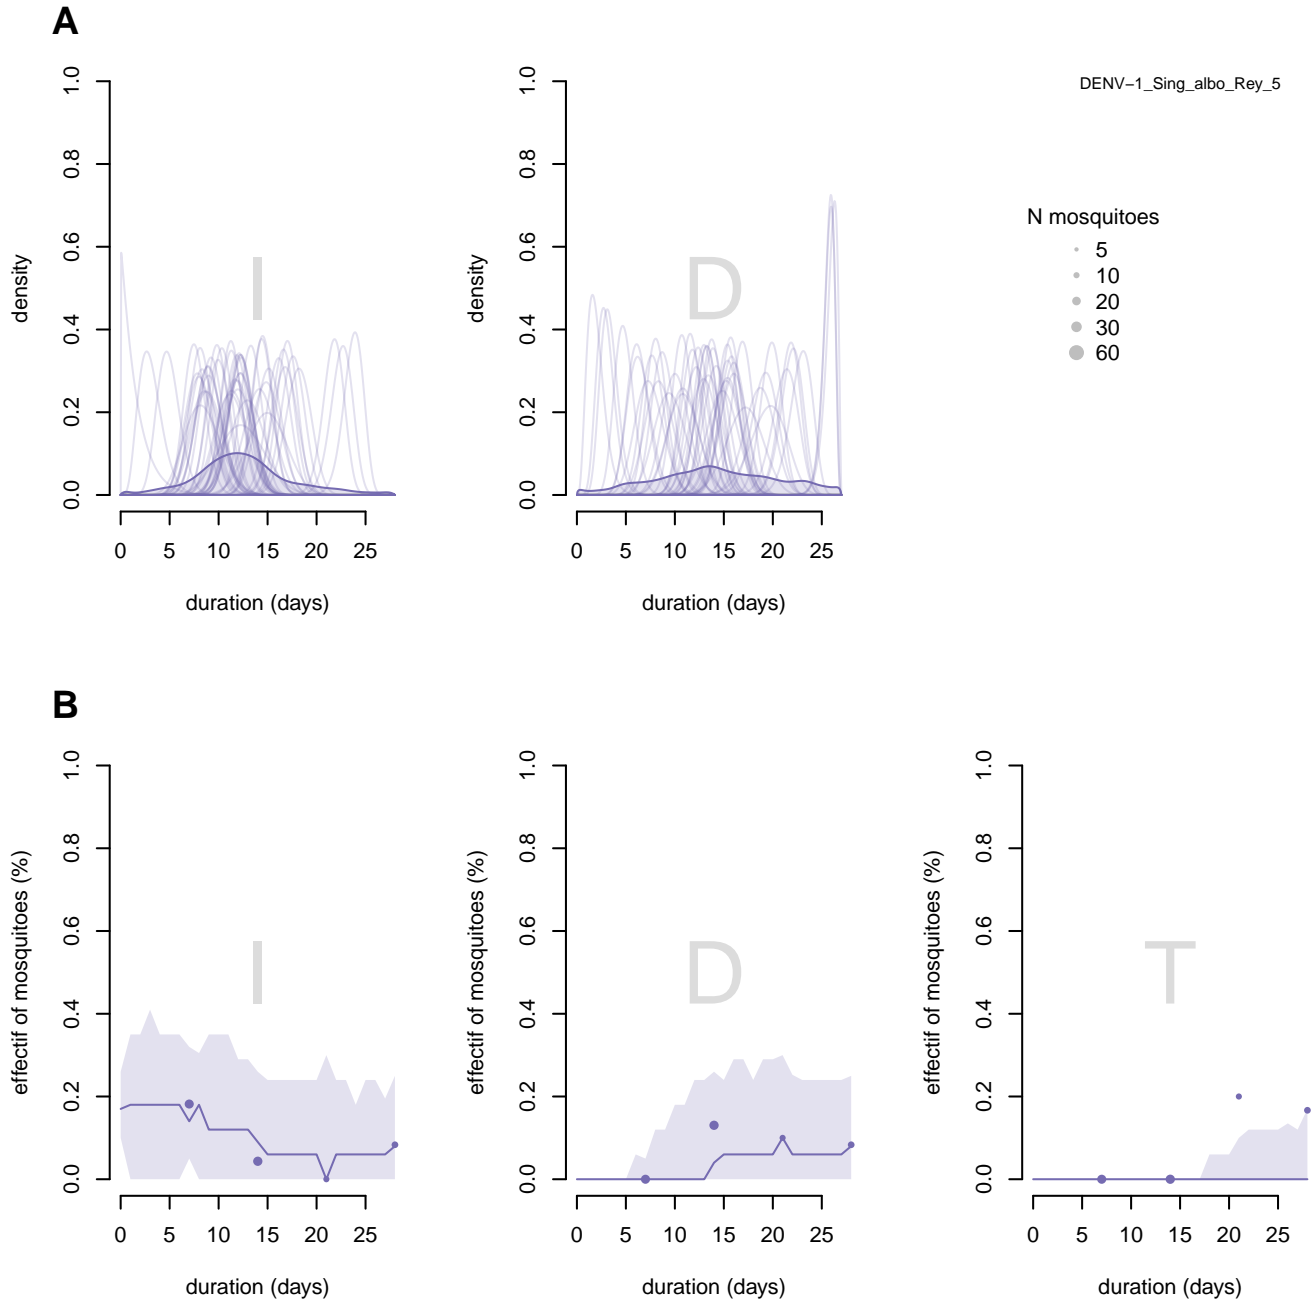 A
DENV−1_Sing_albo_Rey_5
N mosquitoes
5
10
20
30
60
density
0.0 0.2 0.4 0.6 0.8 1.0
I
0 5 10 15 20 25
duration (days)
density
0.0 0.2 0.4 0.6 0.8 1.0
D
0 5 10 15 20 25
duration (days)
B
effectif of mosquitoes (%)
0.0 0.2 0.4 0.6 0.8 1.0
I
0 5 10 15 20 25
duration (days)
effectif of mosquitoes (%)
0.0 0.2 0.4 0.6 0.8 1.0
D
0 5 10 15 20 25
duration (days)
effectif of mosquitoes (%)
0.0 0.2 0.4 0.6 0.8 1.0
T
0 5 10 15 20 25
duration (days)